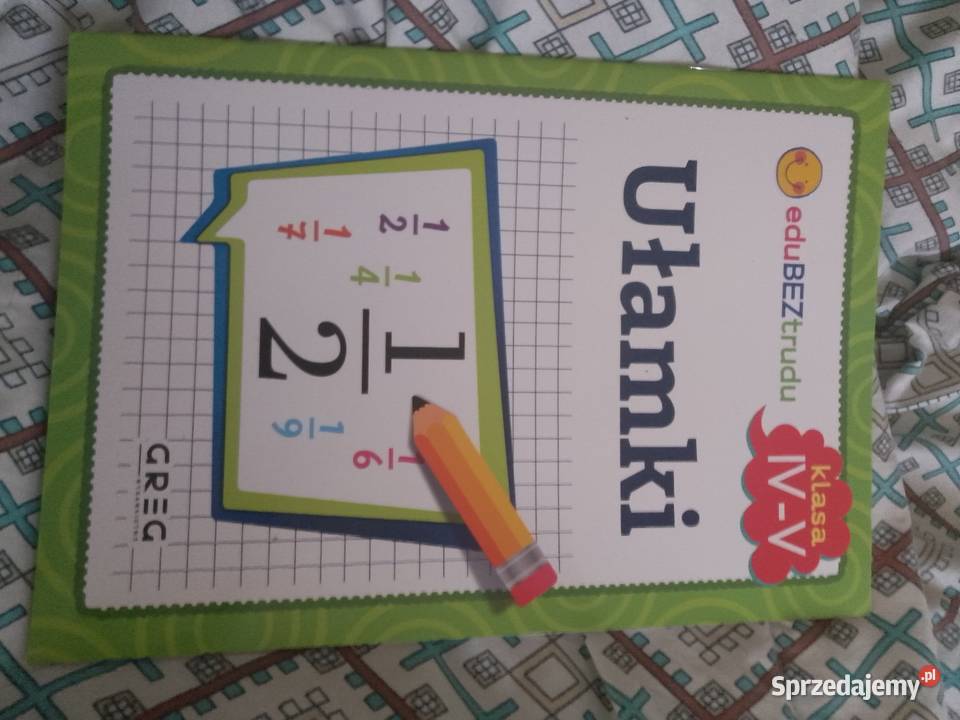 eduBEZtrudu
klasa
IV-V
Ułamki
1/2
1/4
1/7
1/2
1/6
1/9
GREG
Sprzedajemy.pl